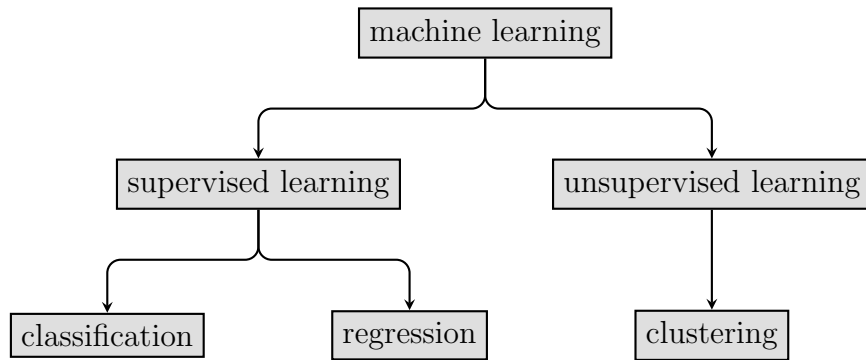 machine learning
supervised learning
unsupervised learning
classification
regression
clustering